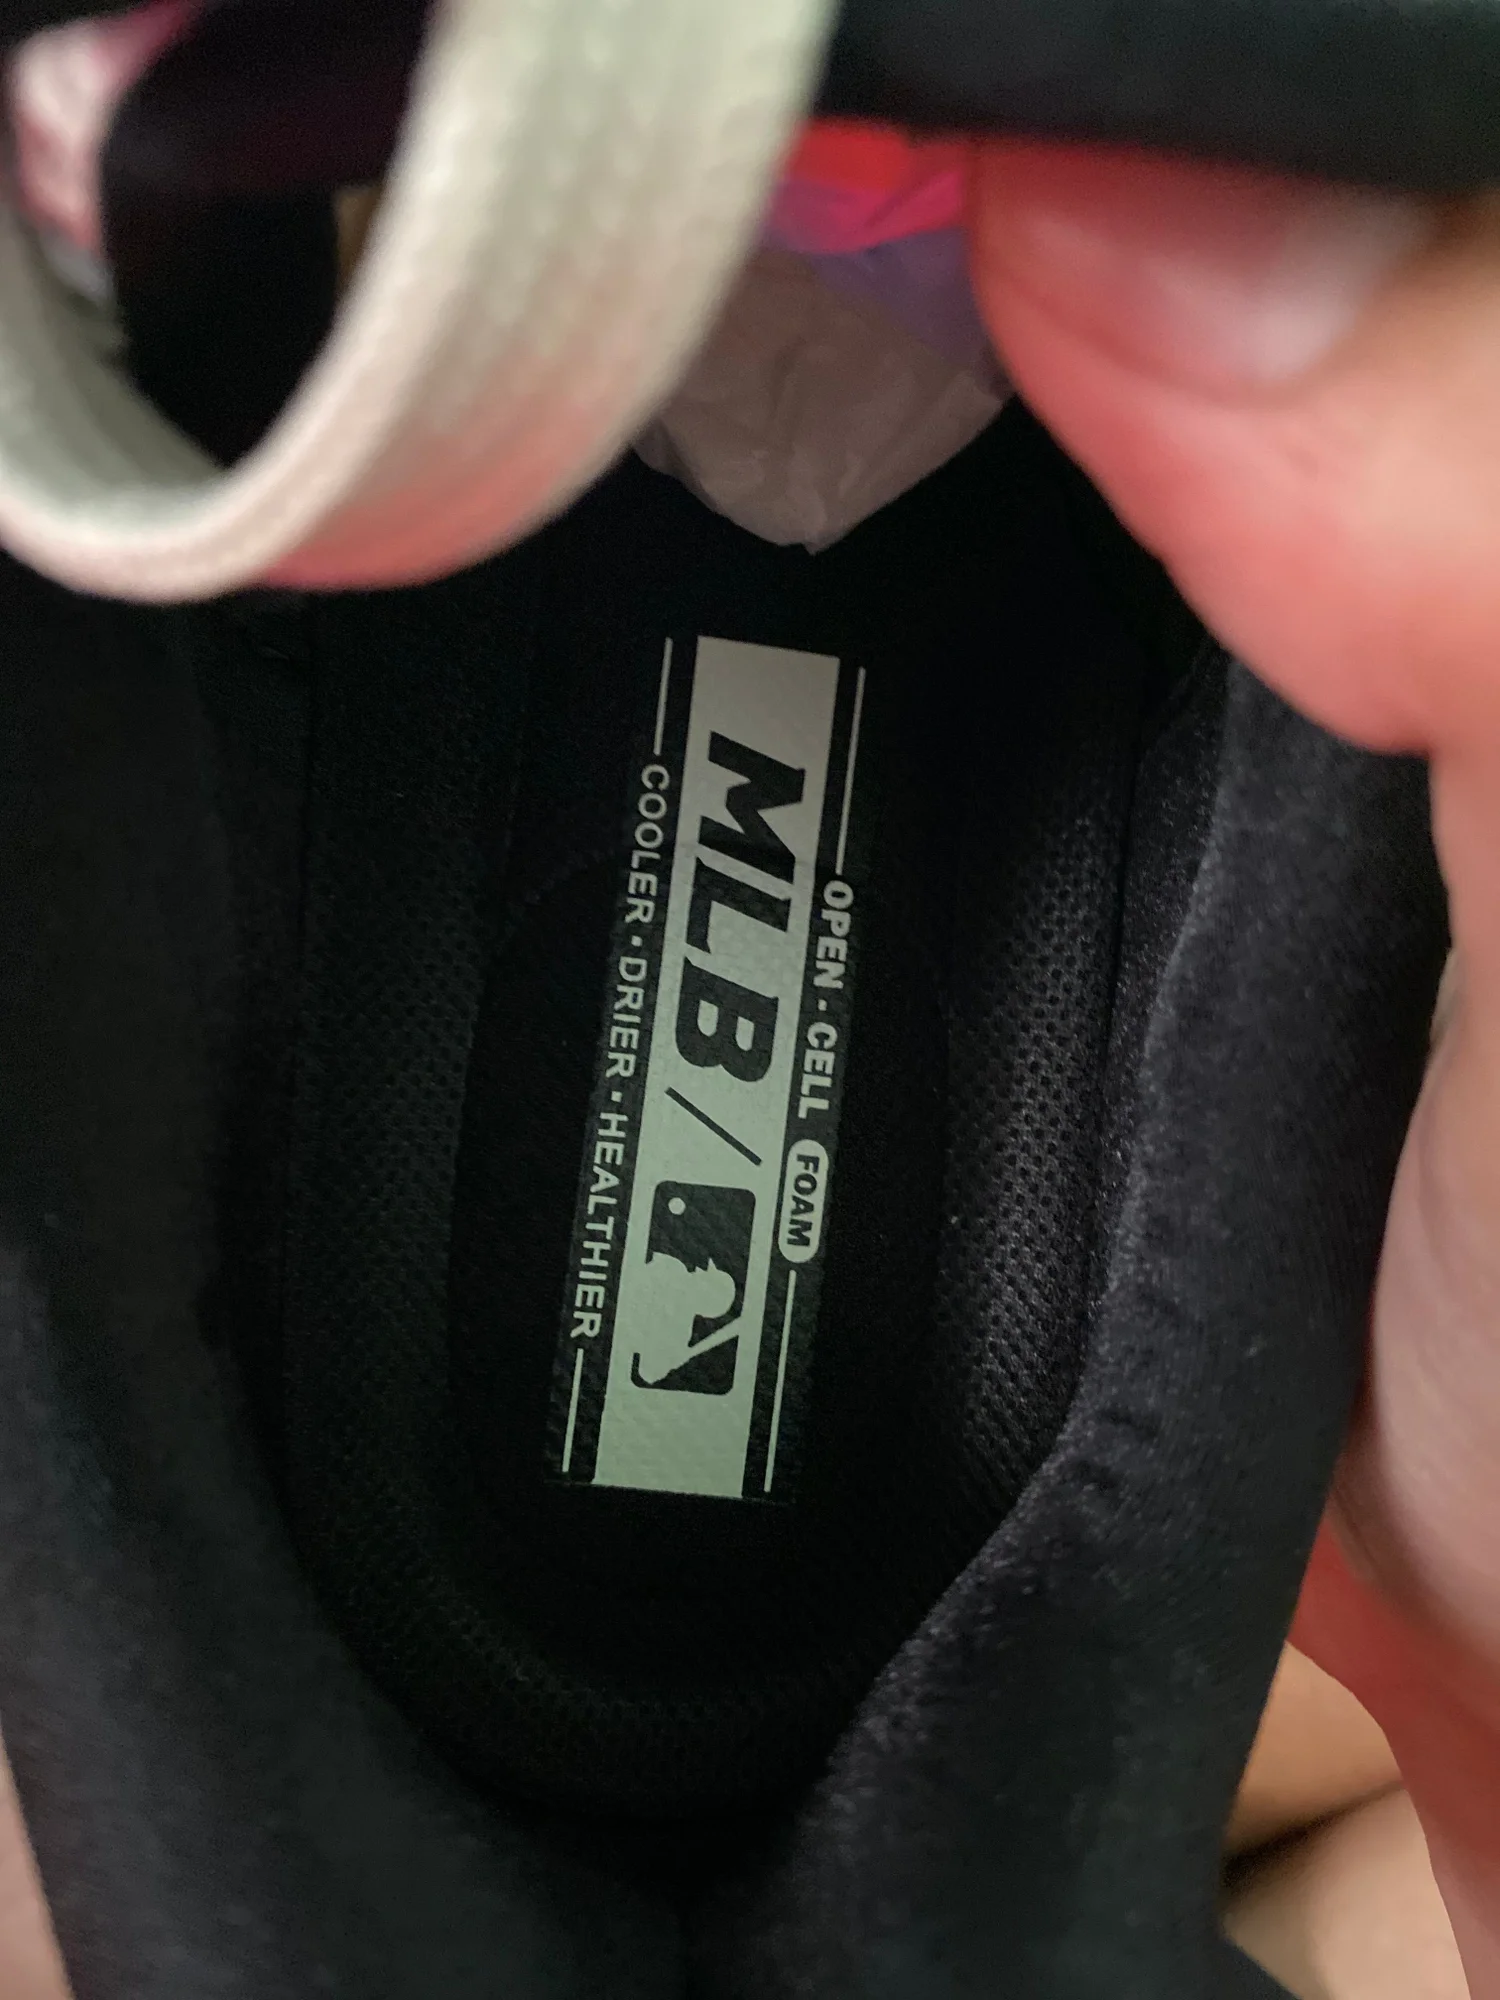 OPEN · CELL FOAM
MLB/
COOLER · DRIER · HEALTHIER